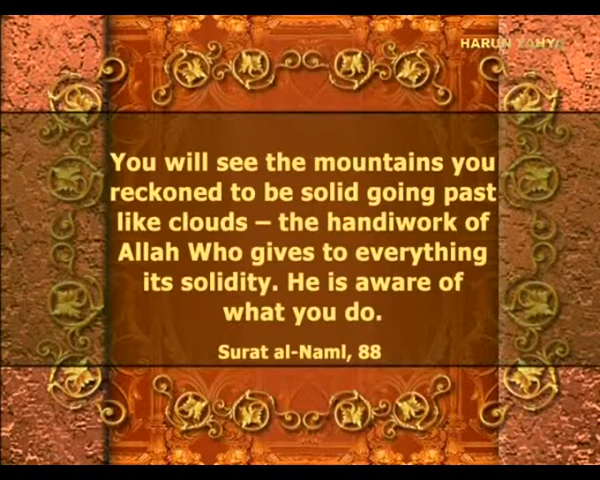 HARUN YAHYA
You will see the mountains you
reckoned to be solid going past
like clouds – the handiwork of
Allah Who gives to everything
its solidity. He is aware of
what you do.
Surat al-Naml, 88